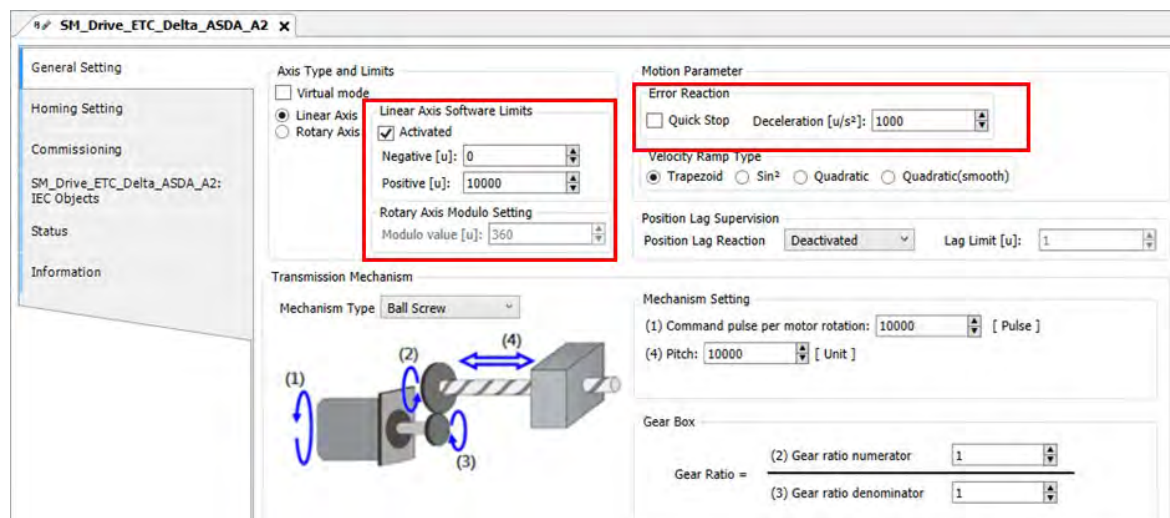 SM_Drive_ETC_Delta_ASDA_A2 X
General Setting
Homing Setting
Commissioning
SM_Drive_ETC_Delta_ASDA_A2:
IEC Objects
Status
Information
Axis Type and Limits
Virtual mode
Linear Axis
Rotary Axis
Linear Axis Software Limits
Activated
Negative [u]: 0
Positive [u]: 10000
Rotary Axis Modulo Setting
Modulo value [u]: 360
Motion Parameter
Error Reaction
Quick Stop Deceleration [u/s²]: 1000
Velocity Ramp Type
Trapezoid Sin² Quadratic Quadratic(smooth)
Position Lag Supervision
Position Lag Reaction Deactivated Lag Limit [u]: 1
Transmission Mechanism
Mechanism Type Ball Screw
(1)
(2)
(4)
(3)
Mechanism Setting
(1) Command pulse per motor rotation: 10000 [ Pulse ]
(4) Pitch: 10000 [ Unit ]
Gear Box
Gear Ratio =
(2) Gear ratio numerator 1
(3) Gear ratio denominator 1